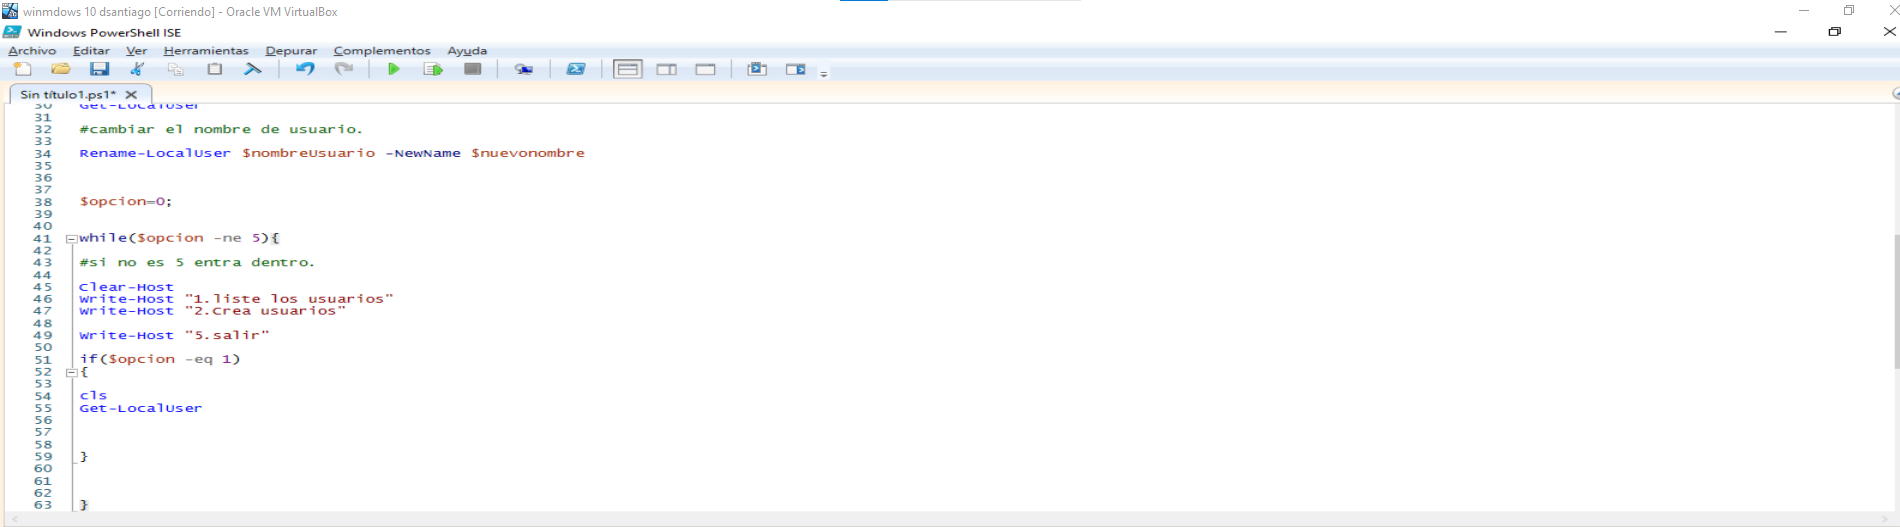 winmdows 10 dsantiago [Corriendo] - Oracle VM VirtualBox
Windows PowerShell ISE
Archivo Editar Ver Herramientas Depurar Complementos Ayuda
Sin título1.ps1* X
30 Get-LocalUser
31
32 #cambiar el nombre de usuario.
33
34 Rename-LocalUser $nombreUsuario -NewName $nuevonombre
35
36
37
38 $opcion=0;
39
40
41 while($opcion -ne 5){
42
43 #si no es 5 entra dentro.
44
45 Clear-Host
46 Write-Host "1.liste los usuarios"
47 Write-Host "2.Crea usuarios"
48
49 Write-Host "5.salir"
50
51 if($opcion -eq 1)
52 {
53
54 cls
55 Get-LocalUser
56
57
58
59 }
60
61
62
63 }